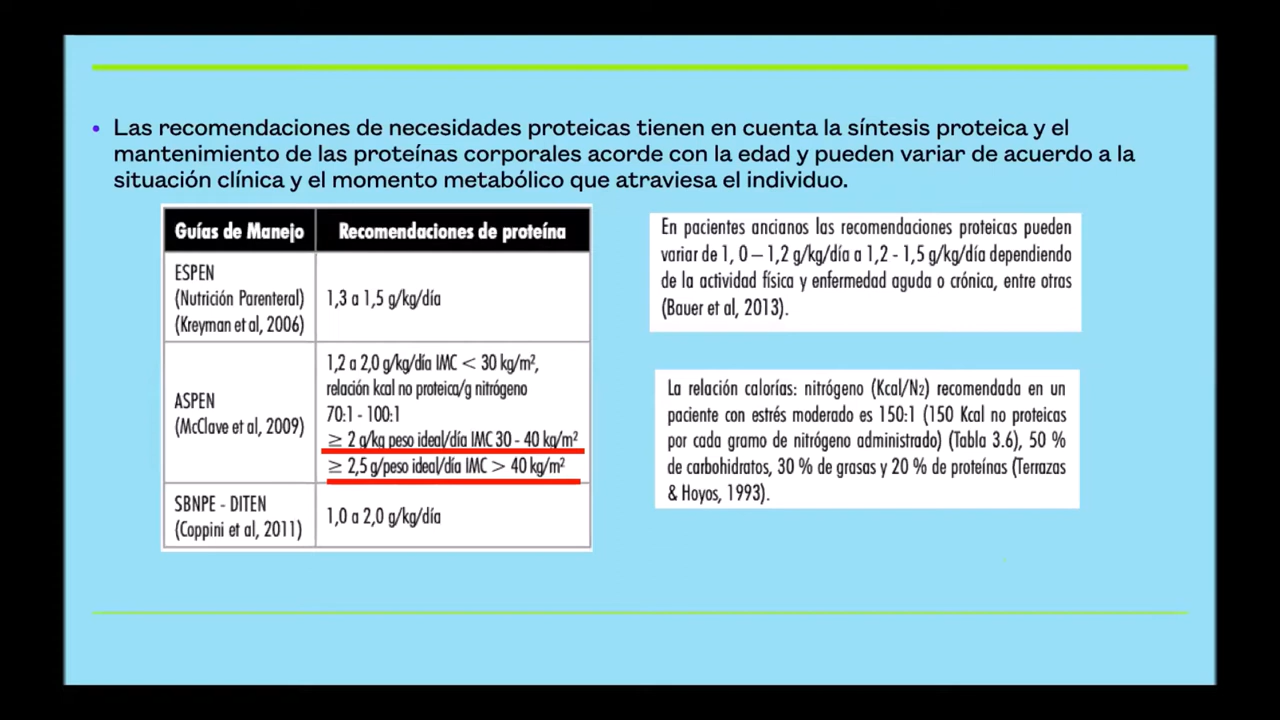 • Las recomendaciones de necesidades proteicas tienen en cuenta la síntesis proteica y el
mantenimiento de las proteínas corporales acorde con la edad y pueden variar de acuerdo a la
situación clínica y el momento metabólico que atraviesa el individuo.
Guías de Manejo
Recomendaciones de proteína
ESPEN
(Nutrición Parenteral)
(Kreyman et al, 2006)
1,3 a 1,5 g/kg/día
ASPEN
(McClave et al, 2009)
1,2 a 2,0 g/kg/día IMC < 30 kg/m²,
relación kcal no proteica/g nitrógeno
70:1 - 100:1
≥ 2 g/kg peso ideal/día IMC 30 - 40 kg/m²
≥ 2,5 g/peso ideal/día IMC > 40 kg/m²
SBNPE - DITEN
(Coppini et al, 2011)
1,0 a 2,0 g/kg/día
En pacientes ancianos las recomendaciones proteicas pueden
variar de 1, 0 – 1,2 g/kg/día a 1,2 - 1,5 g/kg/día dependiendo
de la actividad física y enfermedad aguda o crónica, entre otras
(Bauer et al, 2013).
La relación calorías: nitrógeno (Kcal/N2) recomendada en un
paciente con estrés moderado es 150:1 (150 Kcal no proteicas
por cada gramo de nitrógeno administrado) (Tabla 3.6), 50 %
de carbohidratos, 30 % de grasas y 20 % de proteínas (Terrazas
& Hoyos, 1993).